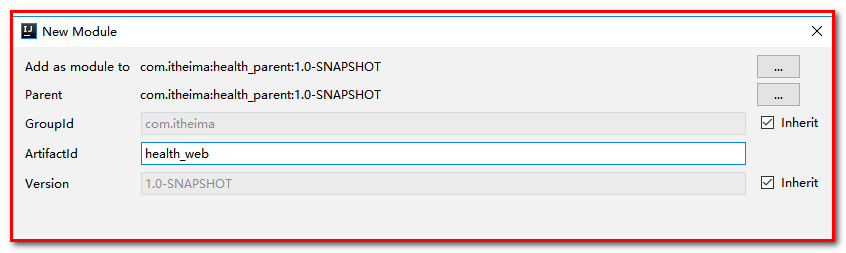 New Module
Add as module to com.itheima:health_parent:1.0-SNAPSHOT ...
Parent com.itheima:health_parent:1.0-SNAPSHOT ...
GroupId com.itheima Inherit
ArtifactId health_web
Version 1.0-SNAPSHOT Inherit